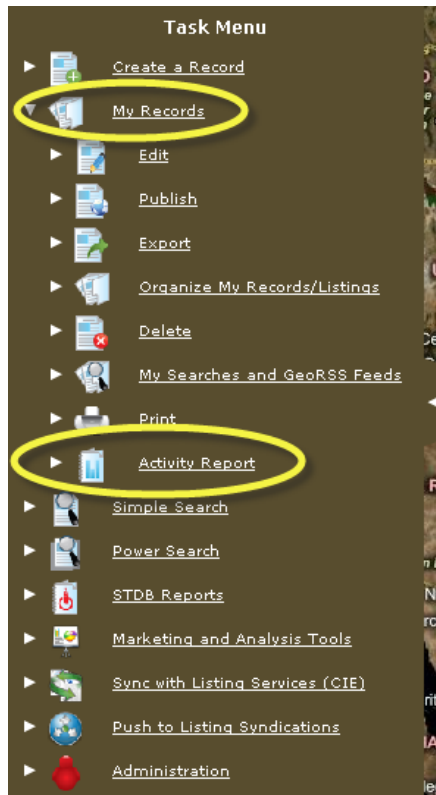 Task Menu
Create a Record
My Records
Edit
Publish
Export
Organize My Records/Listings
Delete
My Searches and GeoRSS Feeds
Print
Activity Report
Simple Search
Power Search
STDB Reports
Marketing and Analysis Tools
Sync with Listing Services (CIE)
Push to Listing Syndications
Administration